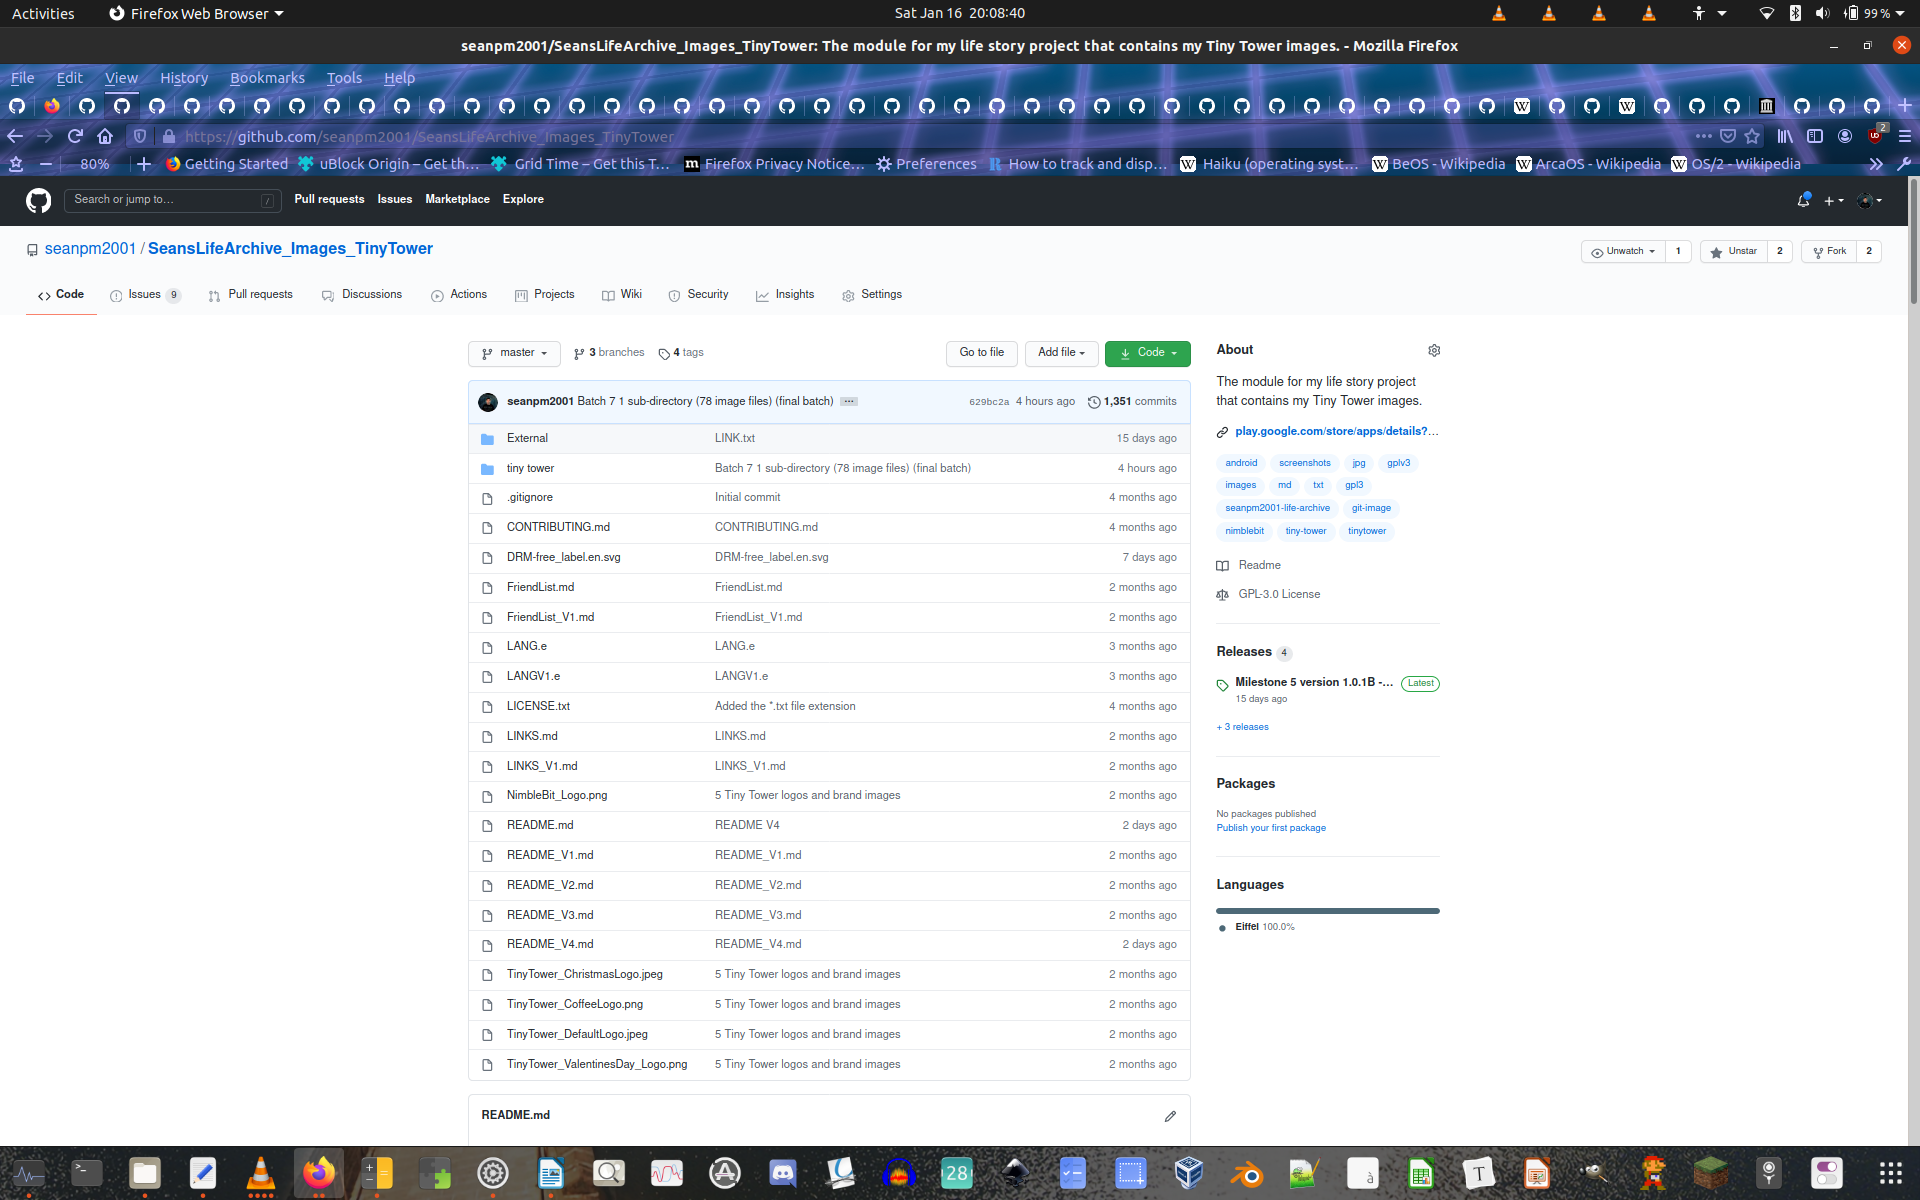 Activities Firefox Web Browser Sat Jan 16 20:08:40 99 %
seanpm2001/SeansLifeArchive_Images_TinyTower: The module for my life story project that contains my Tiny Tower images. - Mozilla Firefox
File Edit View History Bookmarks Tools Help
https://github.com/seanpm2001/SeansLifeArchive_Images_TinyTower 2
80% Getting Started uBlock Origin – Get th… Grid Time – Get this T… Firefox Privacy Notice… Preferences How to track and disp… Haiku (operating syst… BeOS - Wikipedia ArcaOS - Wikipedia OS/2 - Wikipedia
Search or jump to… / Pull requests Issues Marketplace Explore
seanpm2001 / SeansLifeArchive_Images_TinyTower Unwatch 1 Unstar 2 Fork 2
Code Issues 9 Pull requests Discussions Actions Projects Wiki Security Insights Settings
master 3 branches 4 tags Go to file Add file Code
seanpm2001 Batch 7 1 sub-directory (78 image files) (final batch) ... 629bc2a 4 hours ago 1,351 commits
External LINK.txt 15 days ago
tiny tower Batch 7 1 sub-directory (78 image files) (final batch) 4 hours ago
.gitignore Initial commit 4 months ago
CONTRIBUTING.md CONTRIBUTING.md 4 months ago
DRM-free_label.en.svg DRM-free_label.en.svg 7 days ago
FriendList.md FriendList.md 2 months ago
FriendList_V1.md FriendList_V1.md 2 months ago
LANG.e LANG.e 3 months ago
LANGV1.e LANGV1.e 3 months ago
LICENSE.txt Added the *.txt file extension 4 months ago
LINKS.md LINKS.md 2 months ago
LINKS_V1.md LINKS_V1.md 2 months ago
NimbleBit_Logo.png 5 Tiny Tower logos and brand images 2 months ago
README.md README V4 2 days ago
README_V1.md README_V1.md 2 months ago
README_V2.md README_V2.md 2 months ago
README_V3.md README_V3.md 2 months ago
README_V4.md README_V4.md 2 days ago
TinyTower_ChristmasLogo.jpeg 5 Tiny Tower logos and brand images 2 months ago
TinyTower_CoffeeLogo.png 5 Tiny Tower logos and brand images 2 months ago
TinyTower_DefaultLogo.jpeg 5 Tiny Tower logos and brand images 2 months ago
TinyTower_ValentinesDay_Logo.png 5 Tiny Tower logos and brand images 2 months ago
README.md
About
The module for my life story project
that contains my Tiny Tower images.
play.google.com/store/apps/details?…
android screenshots jpg gplv3
images md txt gpl3
seanpm2001-life-archive git-image
nimblebit tiny-tower tinytower
Readme
GPL-3.0 License
Releases 4
Milestone 5 version 1.0.1B -… Latest
15 days ago
+ 3 releases
Packages
No packages published
Publish your first package
Languages
Eiffel 100.0%
28